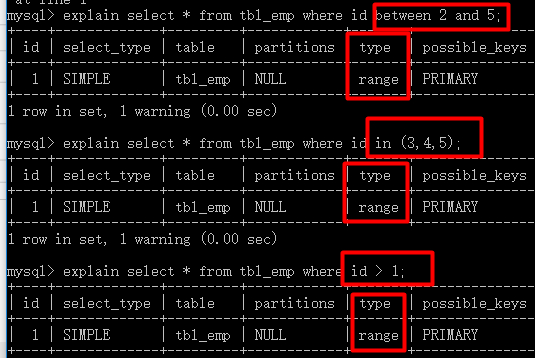 at line 1
mysql> explain select * from tbl_emp where id between 2 and 5;
| id | select_type | table | partitions | type | possible_keys
| 1 | SIMPLE | tbl_emp | NULL | range | PRIMARY
1 row in set, 1 warning (0.00 sec)
mysql> explain select * from tbl_emp where id in (3,4,5);
| id | select_type | table | partitions | type | possible_keys
| 1 | SIMPLE | tbl_emp | NULL | range | PRIMARY
1 row in set, 1 warning (0.00 sec)
mysql> explain select * from tbl_emp where id > 1;
| id | select_type | table | partitions | type | possible_keys
| 1 | SIMPLE | tbl_emp | NULL | range | PRIMARY